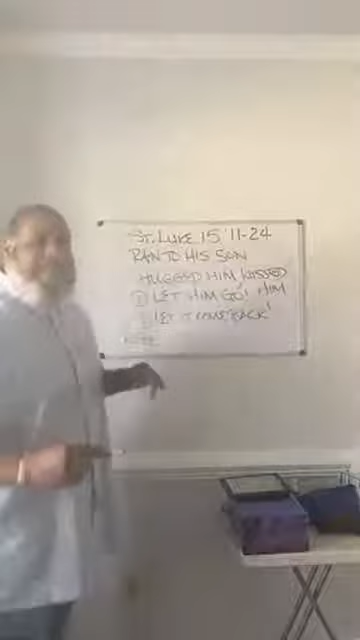 St. LUKE 15 11-24
RAN TO HIS SON
HUGGED HIM KISSED
① LET HIM GO! HIM
LET IT COME BACK!